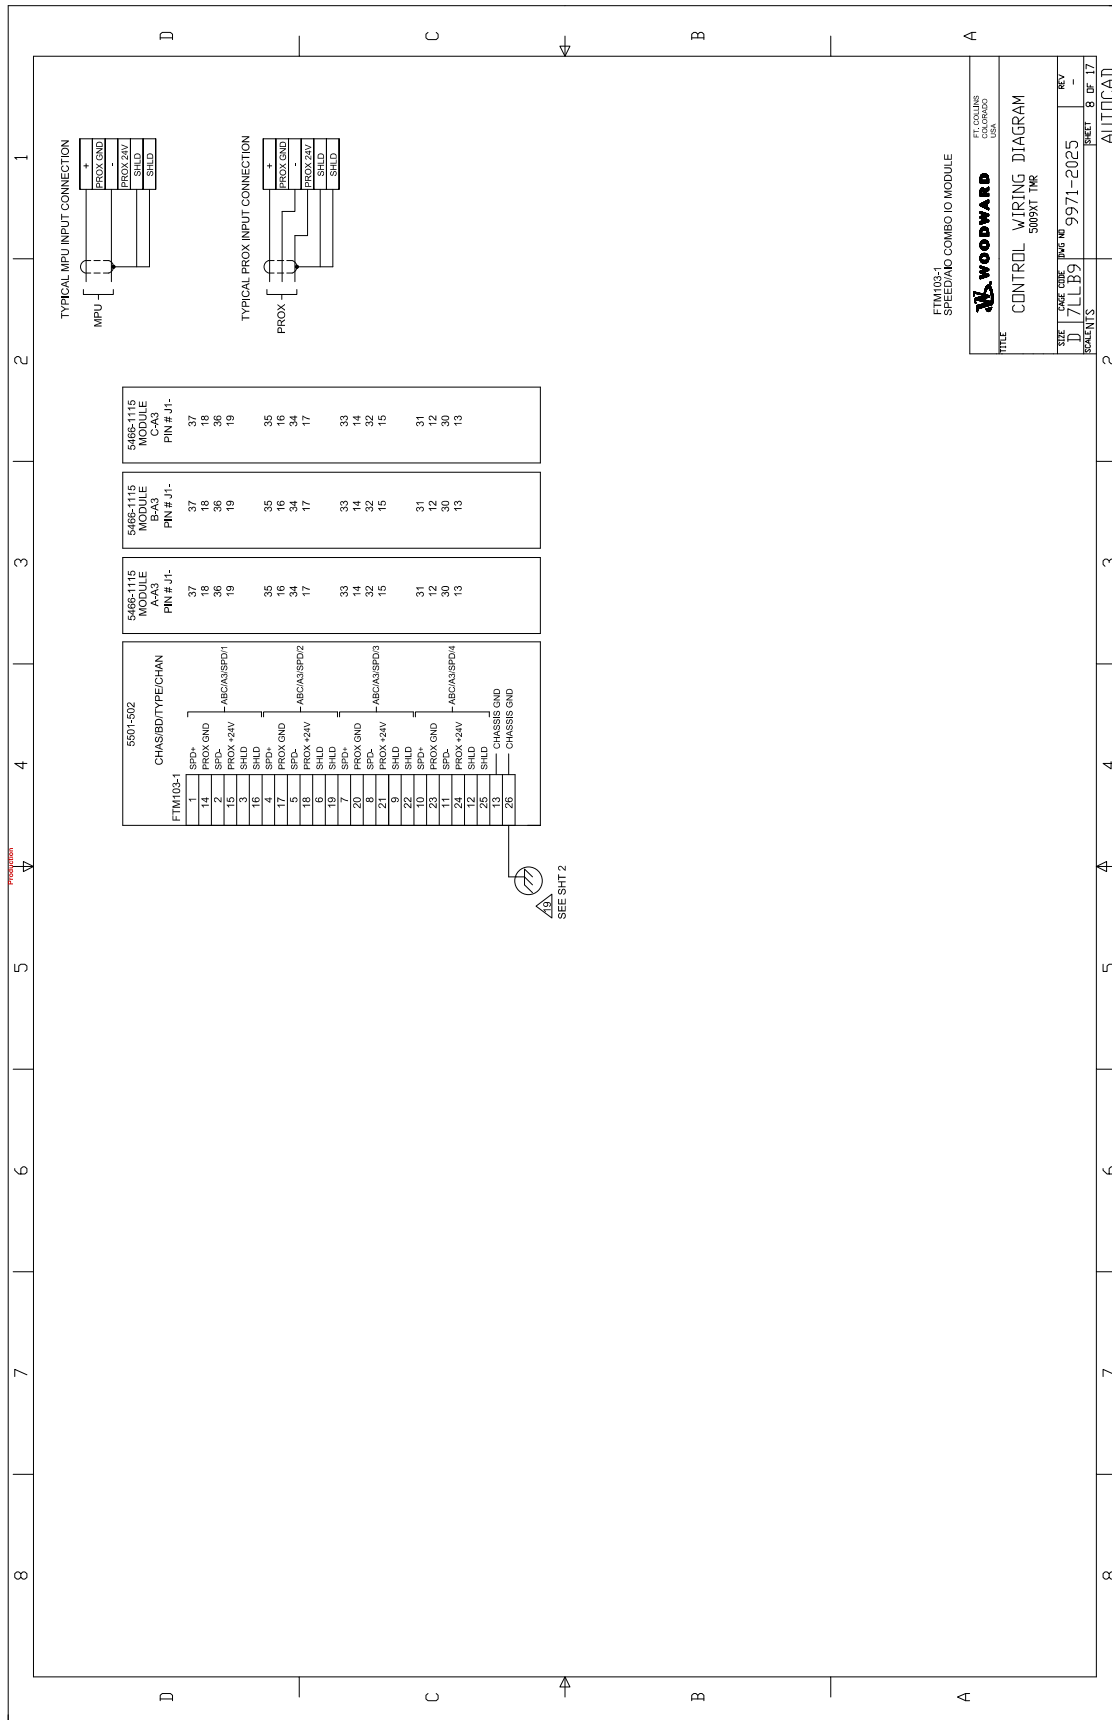 Production
8
7
6
5
4
3
2
1
D
C
B
A
FTM103-1
5501-502
CHAS/BD/TYPE/CHAN
1 SPD+
14 PROX GND
2 SPD-
15 PROX +24V
3 SHLD
16 SHLD
ABC/A3/SPD/1
4 SPD+
17 PROX GND
5 SPD-
18 PROX +24V
6 SHLD
19 SHLD
ABC/A3/SPD/2
7 SPD+
20 PROX GND
8 SPD-
21 PROX +24V
9 SHLD
22 SHLD
ABC/A3/SPD/3
10 SPD+
23 PROX GND
11 SPD-
24 PROX +24V
12 SHLD
25 SHLD
ABC/A3/SPD/4
13 CHASSIS GND
26 CHASSIS GND
19
SEE SHT 2
5466-1115
MODULE
A-A3
PIN # J1-
37
18
36
19
35
16
34
17
33
14
32
15
31
12
30
13
5466-1115
MODULE
B-A3
PIN # J1-
37
18
36
19
35
16
34
17
33
14
32
15
31
12
30
13
5466-1115
MODULE
C-A3
PIN # J1-
37
18
36
19
35
16
34
17
33
14
32
15
31
12
30
13
TYPICAL MPU INPUT CONNECTION
MPU
+
PROX GND
-
PROX 24V
SHLD
SHLD
TYPICAL PROX INPUT CONNECTION
PROX
+
PROX GND
-
PROX 24V
SHLD
SHLD
FTM103-1
SPEED/AIO COMBO IO MODULE
WOODWARD
FT. COLLINS
COLORADO
USA
TITLE
CONTROL WIRING DIAGRAM
5009XT TMR
SIZE D
CAGE CODE 7LLB9
DWG NO 9971-2025
REV -
SCALE NTS
SHEET 8 OF 17
D
C
B
A
8
7
6
5
4
3
2
AUTOCAD